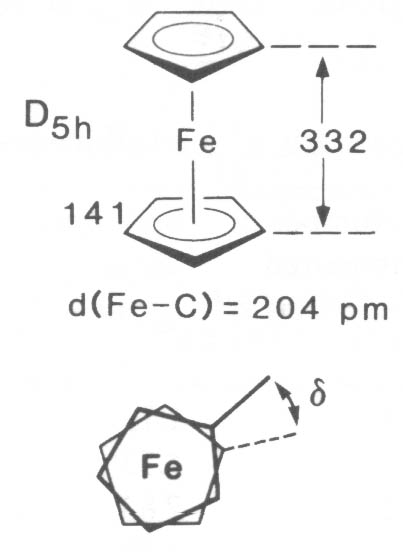 D5h
Fe
332
141
d(Fe-C) = 204 pm
δ
Fe